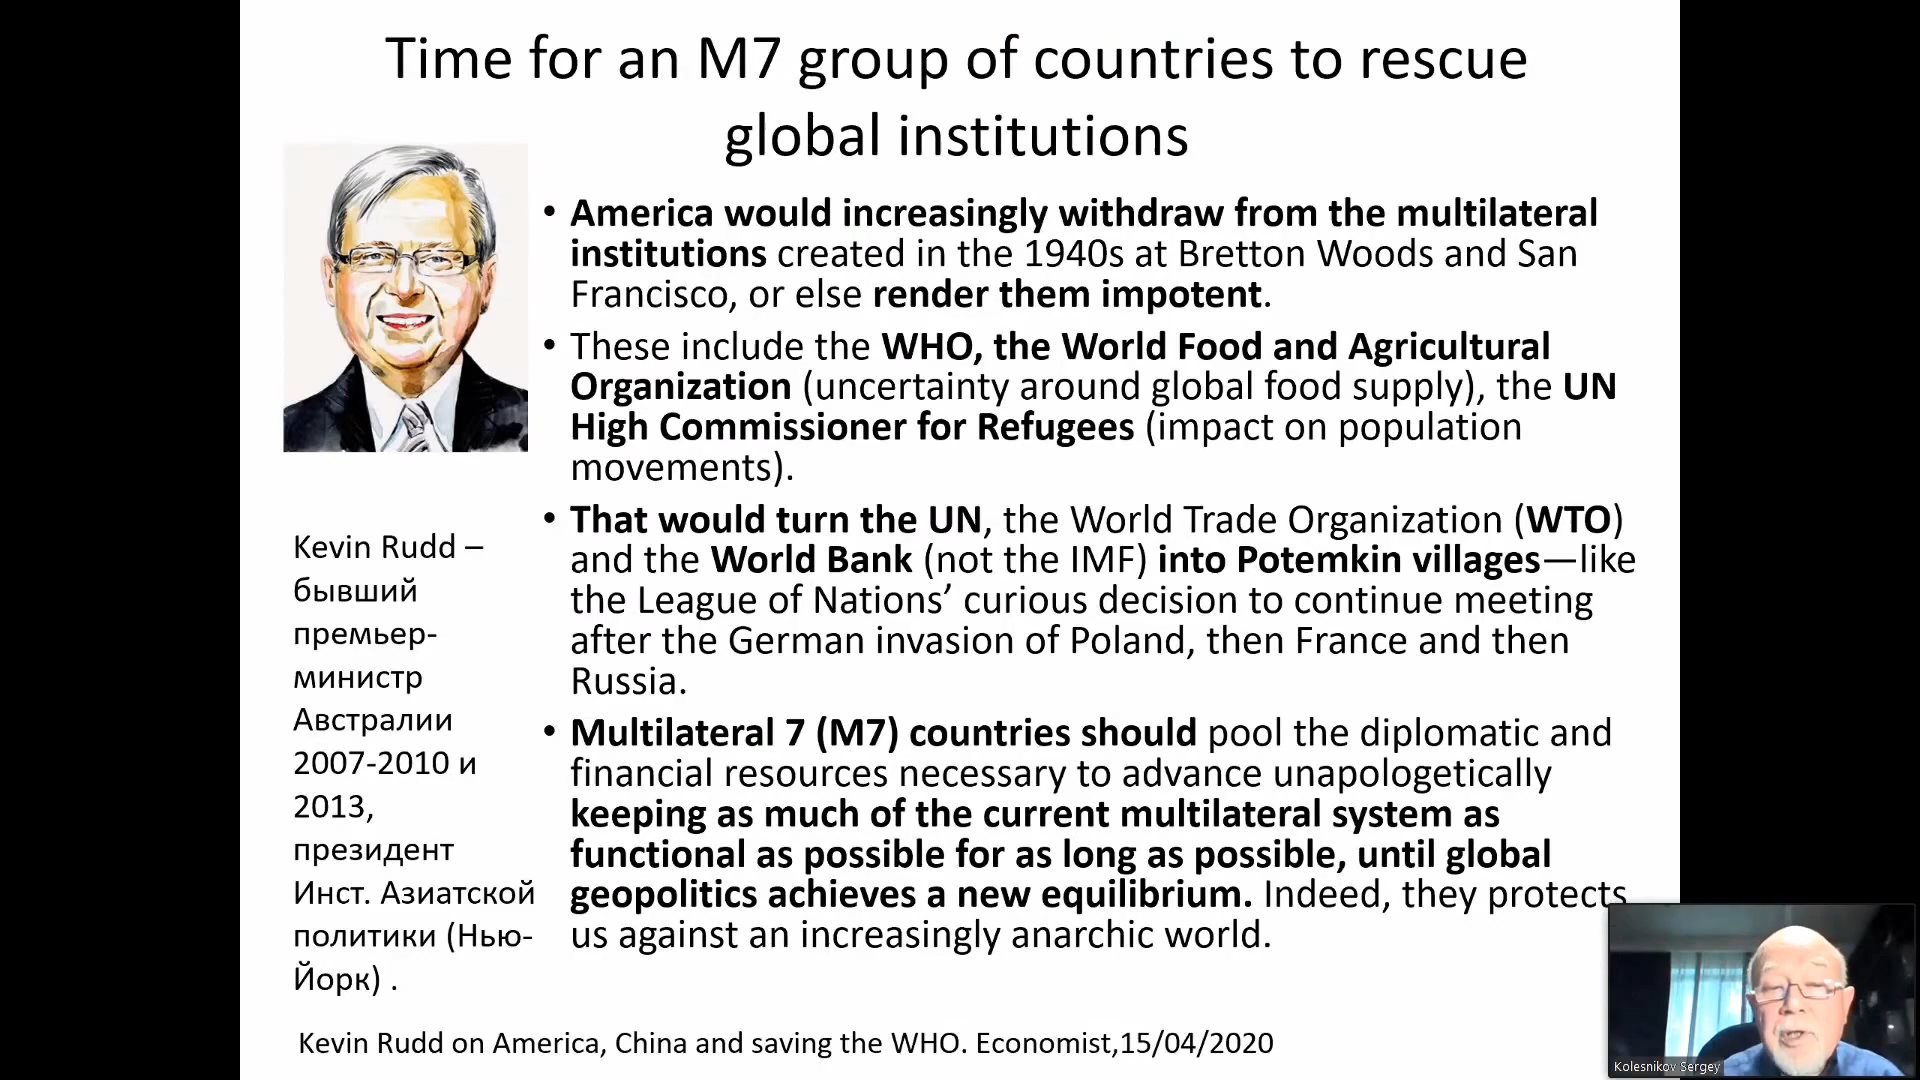 Time for an M7 group of countries to rescue
global institutions
• America would increasingly withdraw from the multilateral
institutions created in the 1940s at Bretton Woods and San
Francisco, or else render them impotent.
• These include the WHO, the World Food and Agricultural
Organization (uncertainty around global food supply), the UN
High Commissioner for Refugees (impact on population
movements).
• That would turn the UN, the World Trade Organization (WTO)
and the World Bank (not the IMF) into Potemkin villages—like
the League of Nations’ curious decision to continue meeting
after the German invasion of Poland, then France and then
Russia.
• Multilateral 7 (M7) countries should pool the diplomatic and
financial resources necessary to advance unapologetically
keeping as much of the current multilateral system as
functional as possible for as long as possible, until global
geopolitics achieves a new equilibrium. Indeed, they protects
us against an increasingly anarchic world.
Kevin Rudd –
бывший
премьер-
министр
Австралии
2007-2010 и
2013,
президент
Инст. Азиатской
политики (Нью-
Йорк) .
Kevin Rudd on America, China and saving the WHO. Economist,15/04/2020
Kolesnikov Sergey